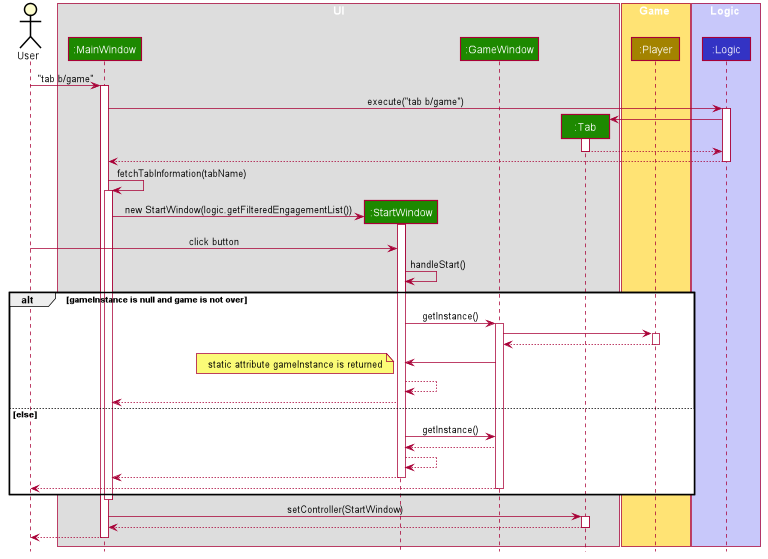 UI
Game
Logic
User
:MainWindow
:GameWindow
:Player
:Logic
"tab b/game"
execute("tab b/game")
:Tab
fetchTabInformation(tabName)
new StartWindow(logic.getFilteredEngagementList())
:StartWindow
click button
handleStart()
alt
[gameInstance is null and game is not over]
getInstance()
static attribute gameInstance is returned
[else]
getInstance()
setController(StartWindow)